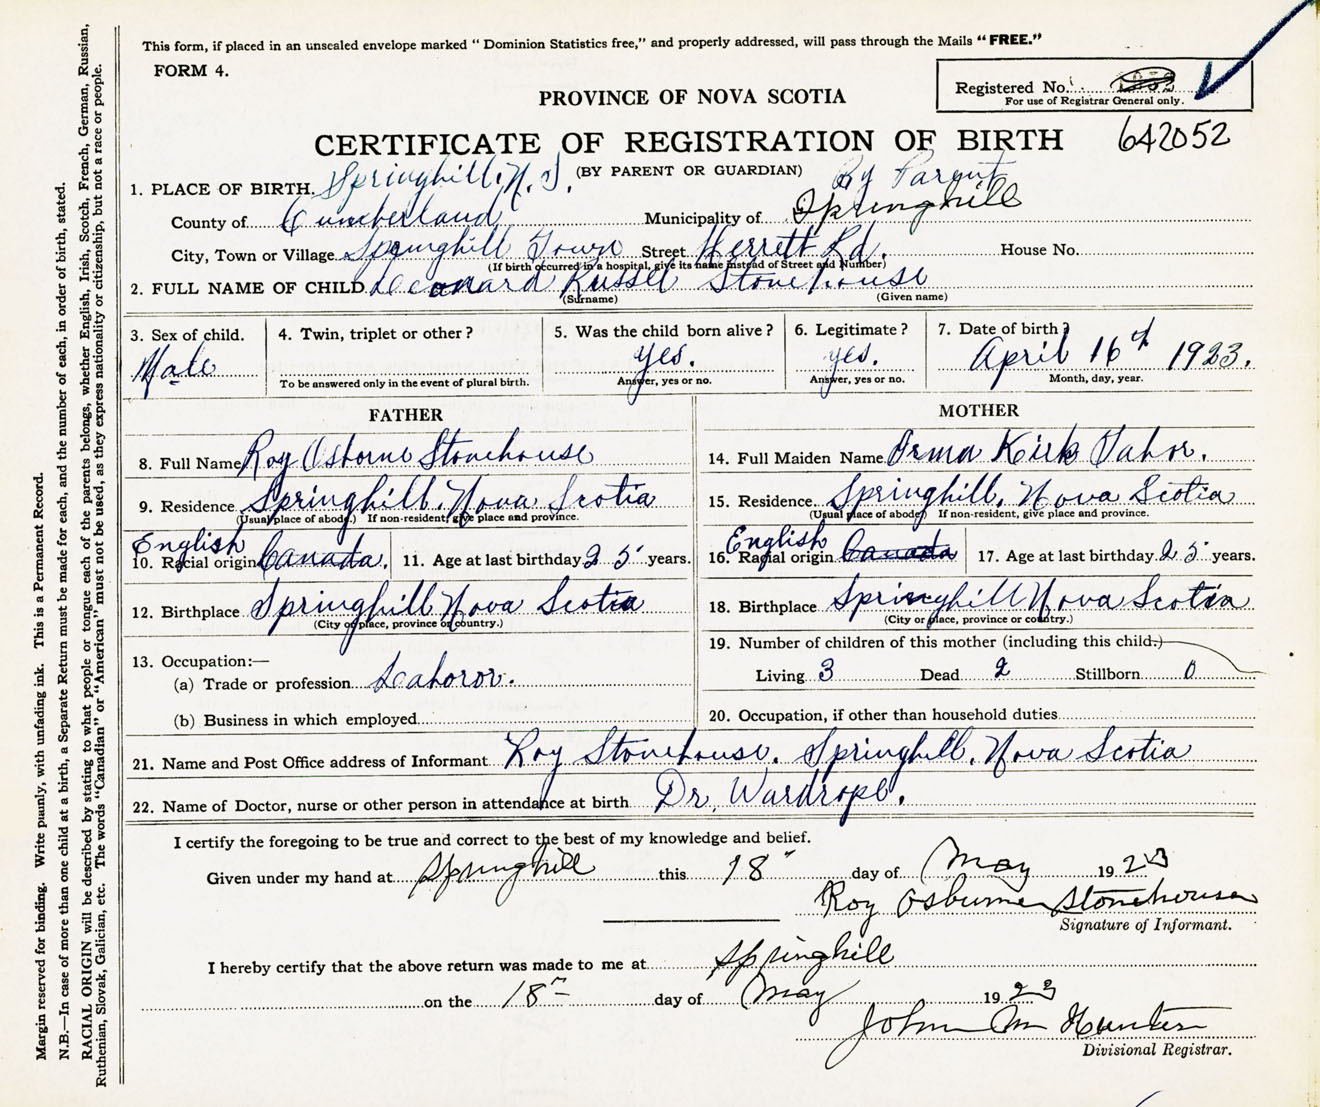 This form, if placed in an unsealed envelope marked “ Dominion Statistics free,” and properly addressed, will pass through the Mails “FREE.”
FORM 4.
Registered No.
For use of Registrar General only.
PROVINCE OF NOVA SCOTIA
CERTIFICATE OF REGISTRATION OF BIRTH 642052
(BY PARENT OR GUARDIAN) By Parent
1. PLACE OF BIRTH. Springhill, N.S.
County of Cumberland Municipality of Springhill
City, Town or Village Springhill Town Street Herrett Rd. House No.
(If birth occurred in a hospital, give its name instead of Street and Number)
2. FULL NAME OF CHILD Leonard Russel Stonehouse
(Surname) (Given name)
3. Sex of child. 4. Twin, triplet or other ? 5. Was the child born alive ? 6. Legitimate ? 7. Date of birth ?
Male yes. yes. April 16th 1923.
To be answered only in the event of plural birth. Answer, yes or no. Answer, yes or no. Month, day, year.
FATHER MOTHER
8. Full Name Roy Osborne Stonehouse
14. Full Maiden Name Orma Kirk Tabor.
9. Residence Springhill, Nova Scotia
(Usual place of abode.) If non-resident, give place and province.
15. Residence Springhill, Nova Scotia
(Usual place of abode) If non-resident, give place and province.
English
10. Racial origin Canada. 11. Age at last birthday 25 years.
English
16. Racial origin Canada 17. Age at last birthday 25 years.
12. Birthplace Springhill Nova Scotia
(City or place, province or country.)
18. Birthplace Springhill Nova Scotia
(City or place, province or country.)
13. Occupation:—
(a) Trade or profession Laboror.
(b) Business in which employed
19. Number of children of this mother (including this child.)
Living 3 Dead 2 Stillborn 0
20. Occupation, if other than household duties
21. Name and Post Office address of Informant Roy Stonehouse. Springhill, Nova Scotia
22. Name of Doctor, nurse or other person in attendance at birth Dr. Wardrope.
I certify the foregoing to be true and correct to the best of my knowledge and belief.
Given under my hand at Springhill this 18" day of May 1923
Roy Osburne Stonehouse
Signature of Informant.
I hereby certify that the above return was made to me at Springhill
on the 18" day of May 1923
John M Hunter
Divisional Registrar.
Margin reserved for binding. Write plainly, with unfading ink. This is a Permanent Record.
N.B.—In case of more than one child at a birth, a Separate Return must be made for each, and the number of each, in order of birth, stated.
RACIAL ORIGIN will be described by stating to what people or tongue each of the parents belongs, whether English, Irish, Scotch, French, German, Russian,
Ruthenian, Slovak, Galician, etc. The words “Canadian” or “American” must not be used, as they express nationality or citizenship, but not a race or people.